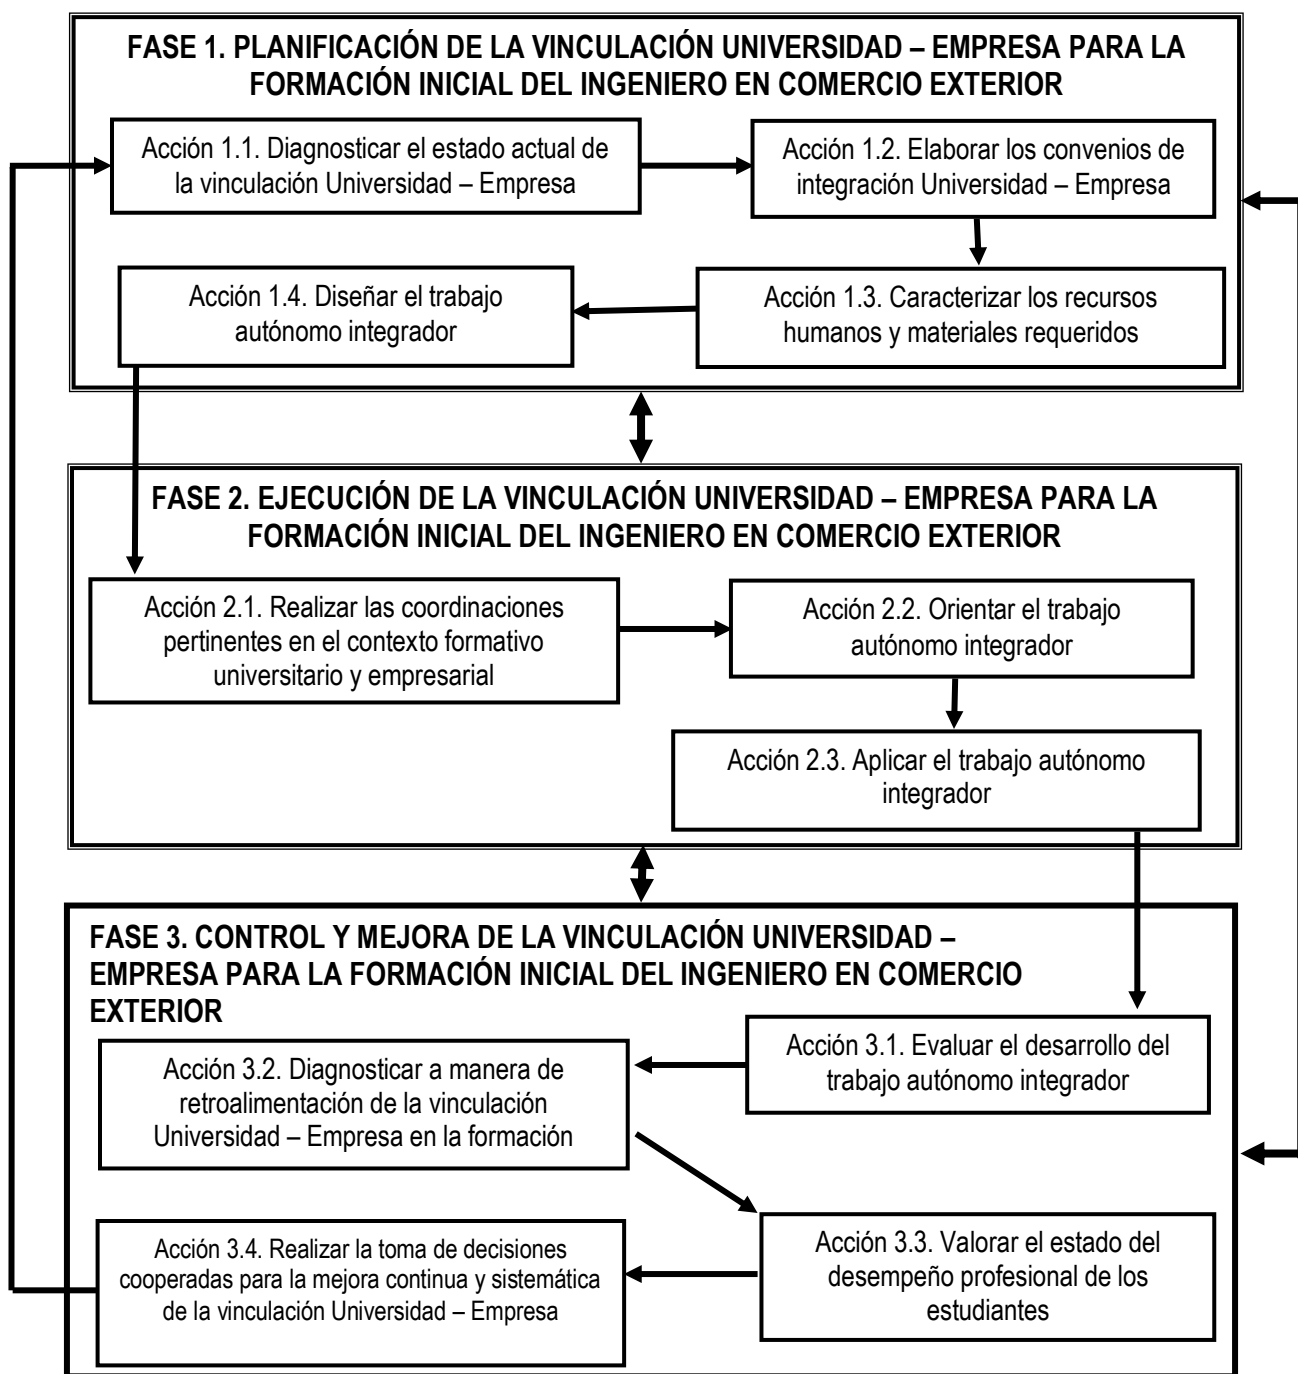 FASE 1. PLANIFICACIÓN DE LA VINCULACIÓN UNIVERSIDAD – EMPRESA PARA LA
FORMACIÓN INICIAL DEL INGENIERO EN COMERCIO EXTERIOR
Acción 1.1. Diagnosticar el estado actual de
la vinculación Universidad – Empresa
Acción 1.2. Elaborar los convenios de
integración Universidad – Empresa
Acción 1.4. Diseñar el trabajo
autónomo integrador
Acción 1.3. Caracterizar los recursos
humanos y materiales requeridos
FASE 2. EJECUCIÓN DE LA VINCULACIÓN UNIVERSIDAD – EMPRESA PARA LA
FORMACIÓN INICIAL DEL INGENIERO EN COMERCIO EXTERIOR
Acción 2.1. Realizar las coordinaciones
pertinentes en el contexto formativo
universitario y empresarial
Acción 2.2. Orientar el trabajo
autónomo integrador
Acción 2.3. Aplicar el trabajo autónomo
integrador
FASE 3. CONTROL Y MEJORA DE LA VINCULACIÓN UNIVERSIDAD –
EMPRESA PARA LA FORMACIÓN INICIAL DEL INGENIERO EN COMERCIO
EXTERIOR
Acción 3.1. Evaluar el desarrollo del
trabajo autónomo integrador
Acción 3.2. Diagnosticar a manera de
retroalimentación de la vinculación
Universidad – Empresa en la formación
Acción 3.3. Valorar el estado del
desempeño profesional de los
estudiantes
Acción 3.4. Realizar la toma de decisiones
cooperadas para la mejora continua y sistemática
de la vinculación Universidad – Empresa